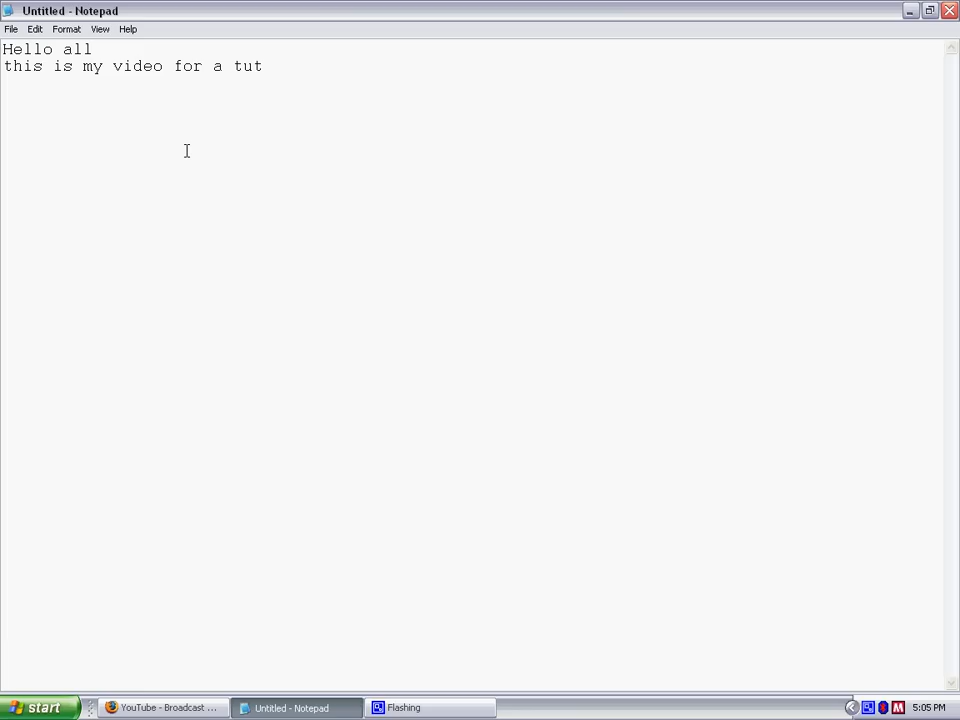 Untitled - Notepad
File Edit Format View Help
Hello all
this is my video for a tut
start YouTube - Broadcast ... Untitled - Notepad Flashing 5:05 PM